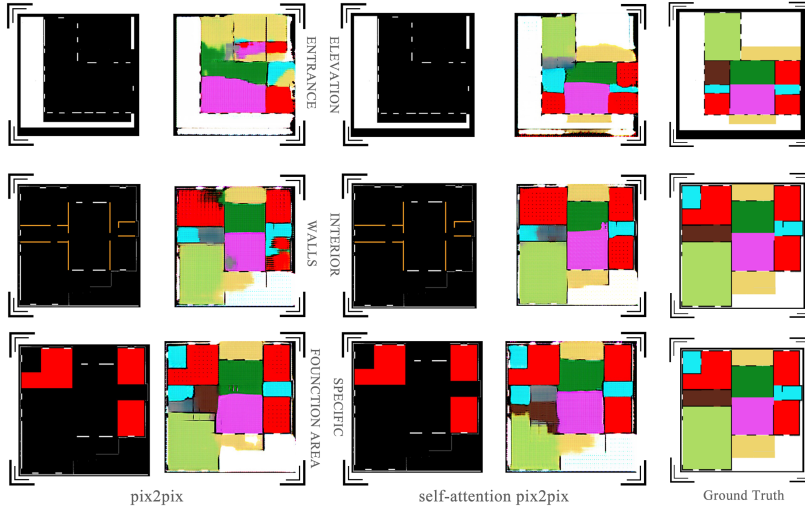 ENTRANCE
ELEVATION
WALLS
INTERIOR
FOUNCTION AREA
SPECIFIC
pix2pix
self-attention pix2pix
Ground Truth